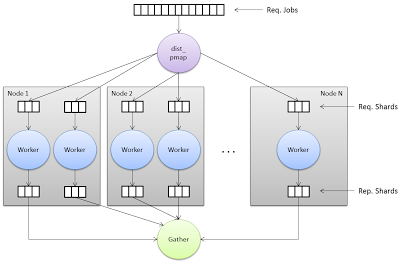 Req. Jobs
dist_
pmap
Node 1
Node 2
Node N
Req. Shards
Worker
Worker
Worker
Worker
. . .
Worker
Rep. Shards
Gather